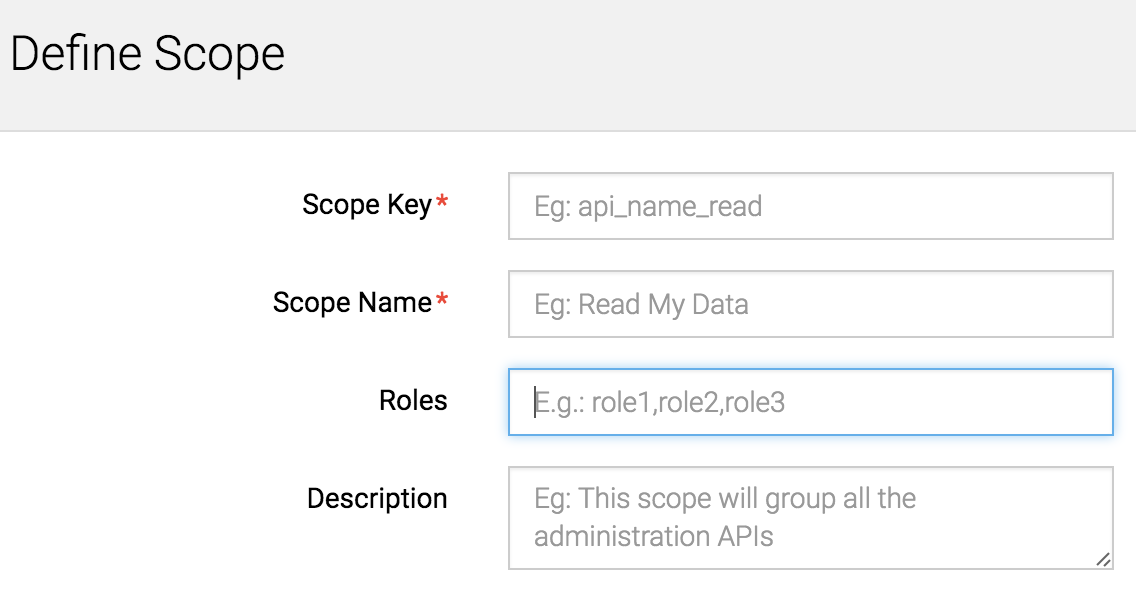 Define Scope
Scope Key* Eg: api_name_read
Scope Name* Eg: Read My Data
Roles E.g.: role1,role2,role3
Description Eg: This scope will group all the
administration APIs